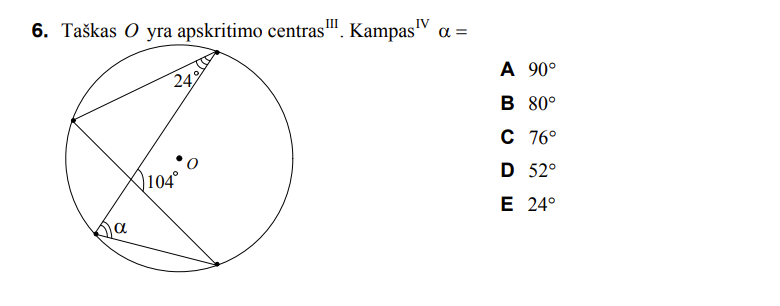 6. Taškas O yra apskritimo centras^III. Kampas^IV α =
A 90°
24°
B 80°
C 76°
O
104°
D 52°
E 24°
α